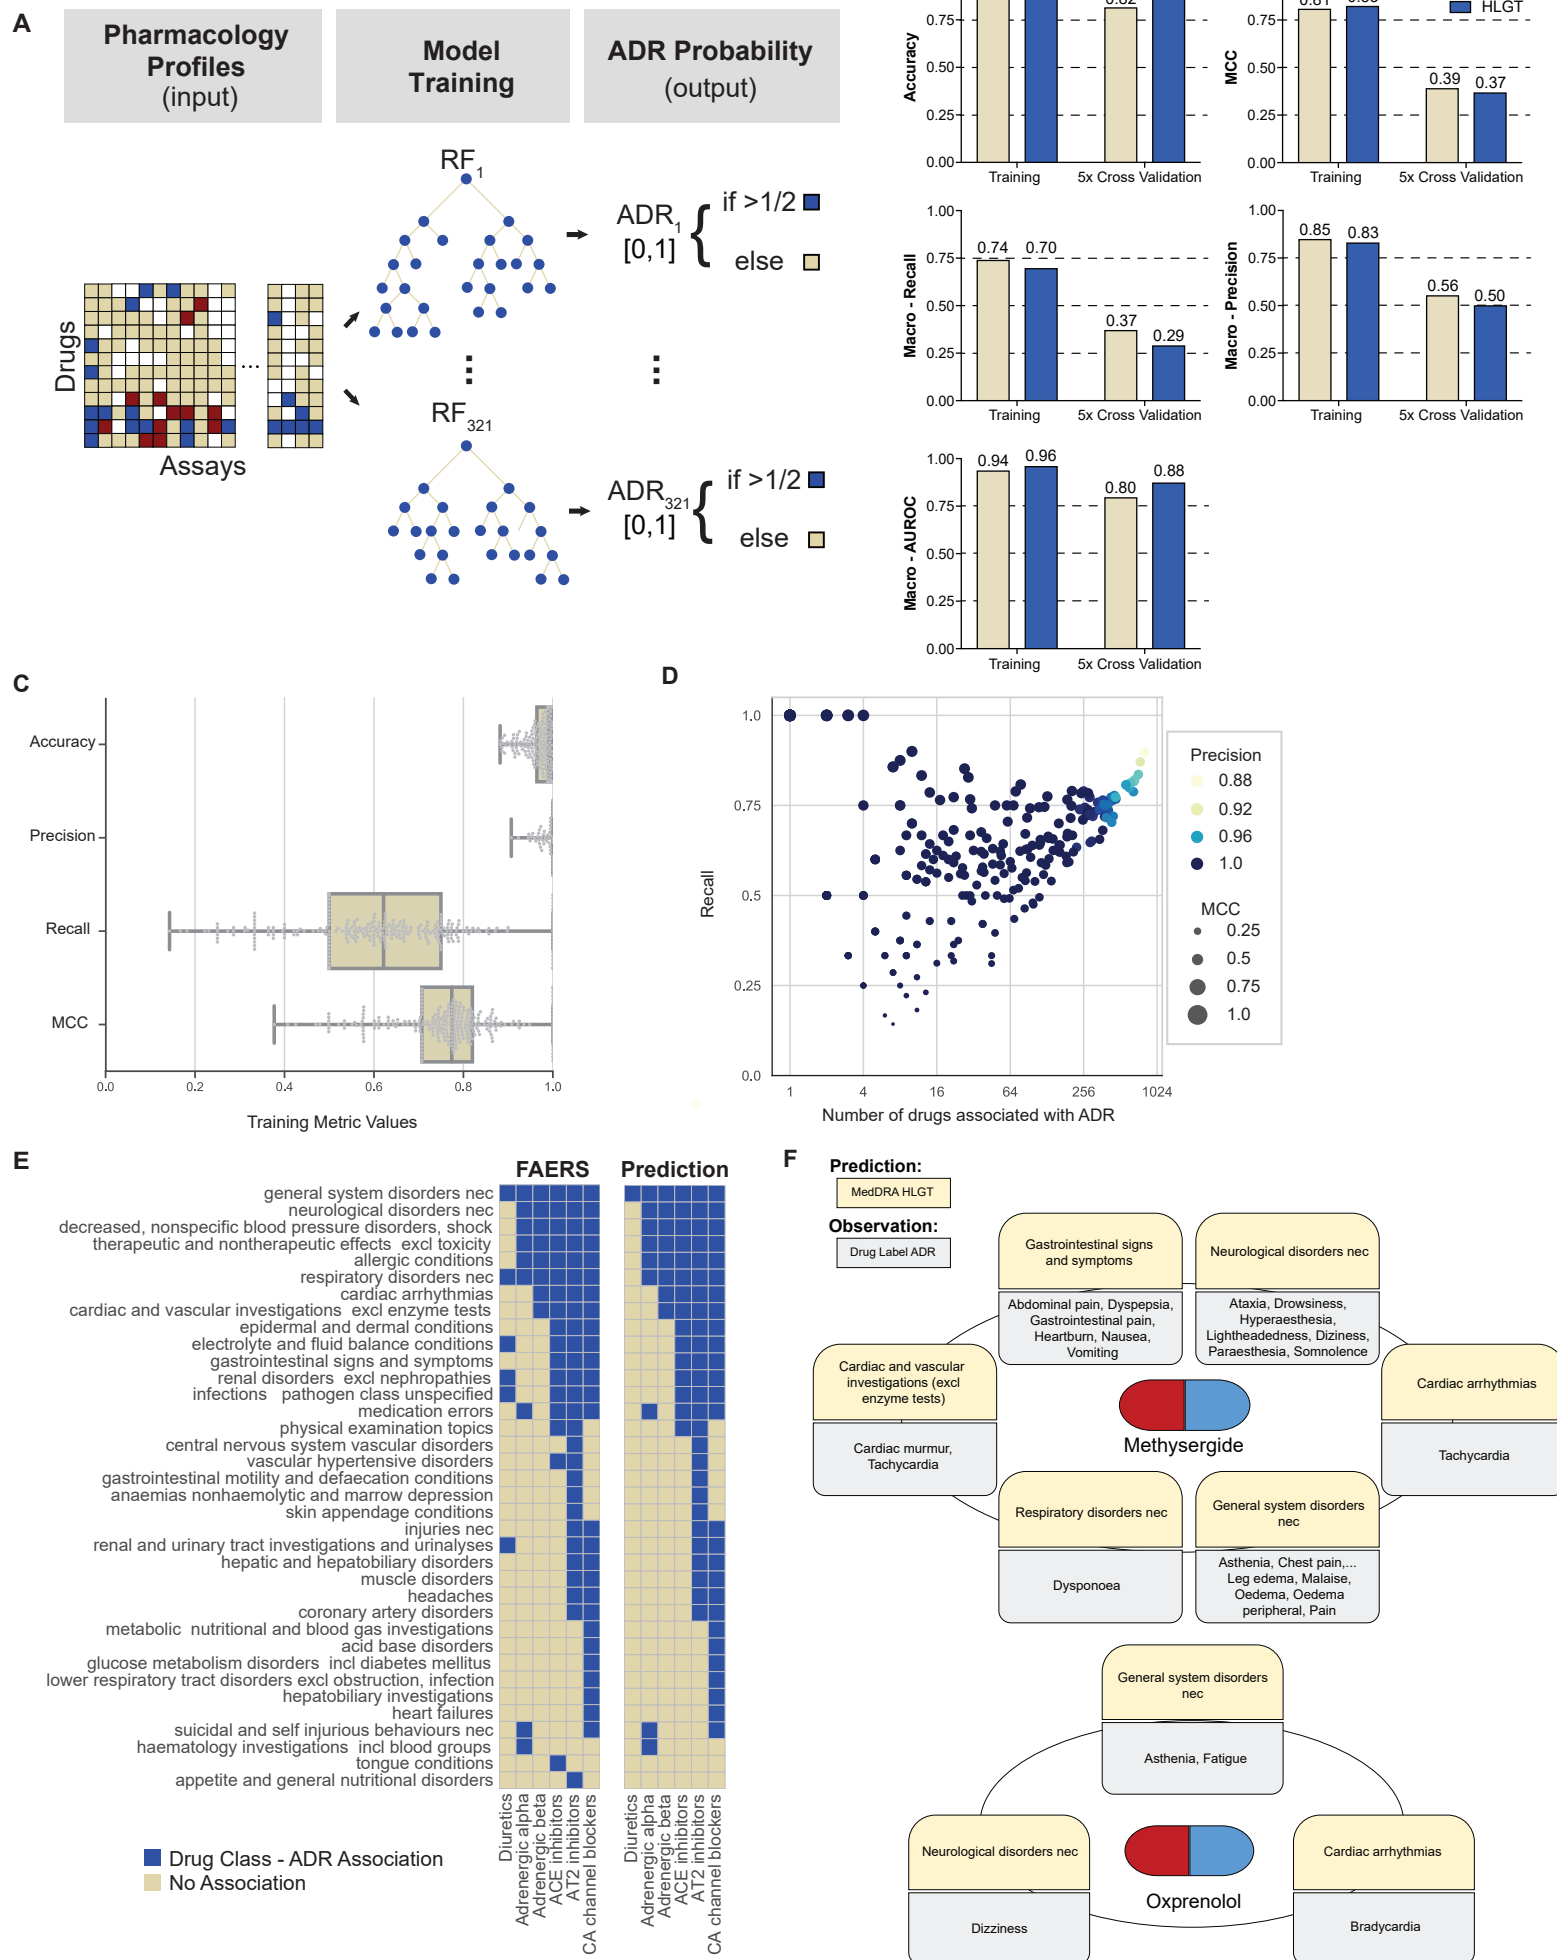 A
Pharmacology
Profiles
(input)
Model
Training
ADR Probability
(output)
RF1
ADR1
[0,1]
{
if >1/2
else
Drugs
...
Assays
RF321
ADR321
[0,1]
{
if >1/2
else
Accuracy
0.75
0.50
0.25
0.00
0.82
Training
5x Cross Validation
MCC
0.75
0.50
0.25
0.00
0.81
0.39
0.37
HLGT
Training
5x Cross Validation
Macro - Recall
1.00
0.75
0.50
0.25
0.00
0.74
0.70
0.37
0.29
Training
5x Cross Validation
Macro - Precision
1.00
0.75
0.50
0.25
0.00
0.85
0.83
0.56
0.50
Training
5x Cross Validation
Macro - AUROC
1.00
0.75
0.50
0.25
0.00
0.94
0.96
0.80
0.88
Training
5x Cross Validation
C
Accuracy
Precision
Recall
MCC
0.0
0.2
0.4
0.6
0.8
1.0
Training Metric Values
D
Recall
1.0
0.75
0.5
0.25
0.0
1
4
16
64
256
1024
Number of drugs associated with ADR
Precision
0.88
0.92
0.96
1.0
MCC
0.25
0.5
0.75
1.0
E
FAERS
Prediction
general system disorders nec
neurological disorders nec
decreased, nonspecific blood pressure disorders, shock
therapeutic and nontherapeutic effects excl toxicity
allergic conditions
respiratory disorders nec
cardiac arrhythmias
cardiac and vascular investigations excl enzyme tests
epidermal and dermal conditions
electrolyte and fluid balance conditions
gastrointestinal signs and symptoms
renal disorders excl nephropathies
infections pathogen class unspecified
medication errors
physical examination topics
central nervous system vascular disorders
vascular hypertensive disorders
gastrointestinal motility and defaecation conditions
anaemias nonhaemolytic and marrow depression
skin appendage conditions
injuries nec
renal and urinary tract investigations and urinalyses
hepatic and hepatobiliary disorders
muscle disorders
headaches
coronary artery disorders
metabolic nutritional and blood gas investigations
acid base disorders
glucose metabolism disorders incl diabetes mellitus
lower respiratory tract disorders excl obstruction, infection
hepatobiliary investigations
heart failures
suicidal and self injurious behaviours nec
haematology investigations incl blood groups
tongue conditions
appetite and general nutritional disorders
Diuretics
Adrenergic alpha
Adrenergic beta
ACE inhibitors
AT2 inhibitors
CA channel blockers
Diuretics
Adrenergic alpha
Adrenergic beta
ACE inhibitors
AT2 inhibitors
CA channel blockers
Drug Class - ADR Association
No Association
F
Prediction:
MedDRA HLGT
Observation:
Drug Label ADR
Gastrointestinal signs
and symptoms
Abdominal pain, Dyspepsia,
Gastrointestinal pain,
Heartburn, Nausea,
Vomiting
Neurological disorders nec
Ataxia, Drowsiness,
Hyperaesthesia,
Lightheadedness, Diziness,
Paraesthesia, Somnolence
Cardiac and vascular
investigations (excl
enzyme tests)
Cardiac murmur,
Tachycardia
Methysergide
Cardiac arrhythmias
Tachycardia
Respiratory disorders nec
Dysponoea
General system disorders
nec
Asthenia, Chest pain,...
Leg edema, Malaise,
Oedema, Oedema
peripheral, Pain
General system disorders
nec
Asthenia, Fatigue
Neurological disorders nec
Dizziness
Oxprenolol
Cardiac arrhythmias
Bradycardia